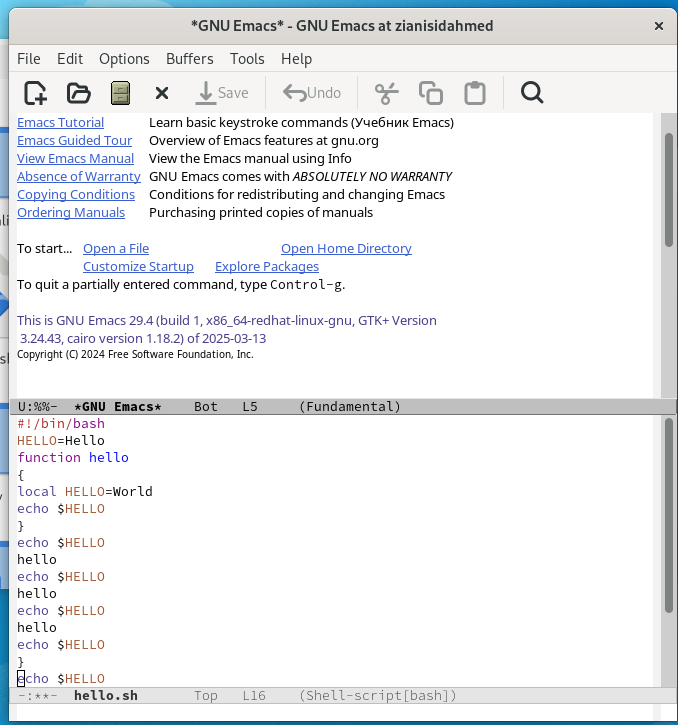 *GNU Emacs* - GNU Emacs at zianisidahmed
File Edit Options Buffers Tools Help
Save Undo
Emacs Tutorial Learn basic keystroke commands (Учебник Emacs)
Emacs Guided Tour Overview of Emacs features at gnu.org
View Emacs Manual View the Emacs manual using Info
Absence of Warranty GNU Emacs comes with ABSOLUTELY NO WARRANTY
Copying Conditions Conditions for redistributing and changing Emacs
Ordering Manuals Purchasing printed copies of manuals
To start... Open a File Open Home Directory
Customize Startup Explore Packages
To quit a partially entered command, type Control-g.
This is GNU Emacs 29.4 (build 1, x86_64-redhat-linux-gnu, GTK+ Version
3.24.43, cairo version 1.18.2) of 2025-03-13
Copyright (C) 2024 Free Software Foundation, Inc.
U:%%- *GNU Emacs* Bot L5 (Fundamental)
#!/bin/bash
HELLO=Hello
function hello
{
local HELLO=World
echo $HELLO
}
echo $HELLO
hello
echo $HELLO
hello
echo $HELLO
hello
echo $HELLO
}
echo $HELLO
-:**- hello.sh Top L16 (Shell-script[bash])